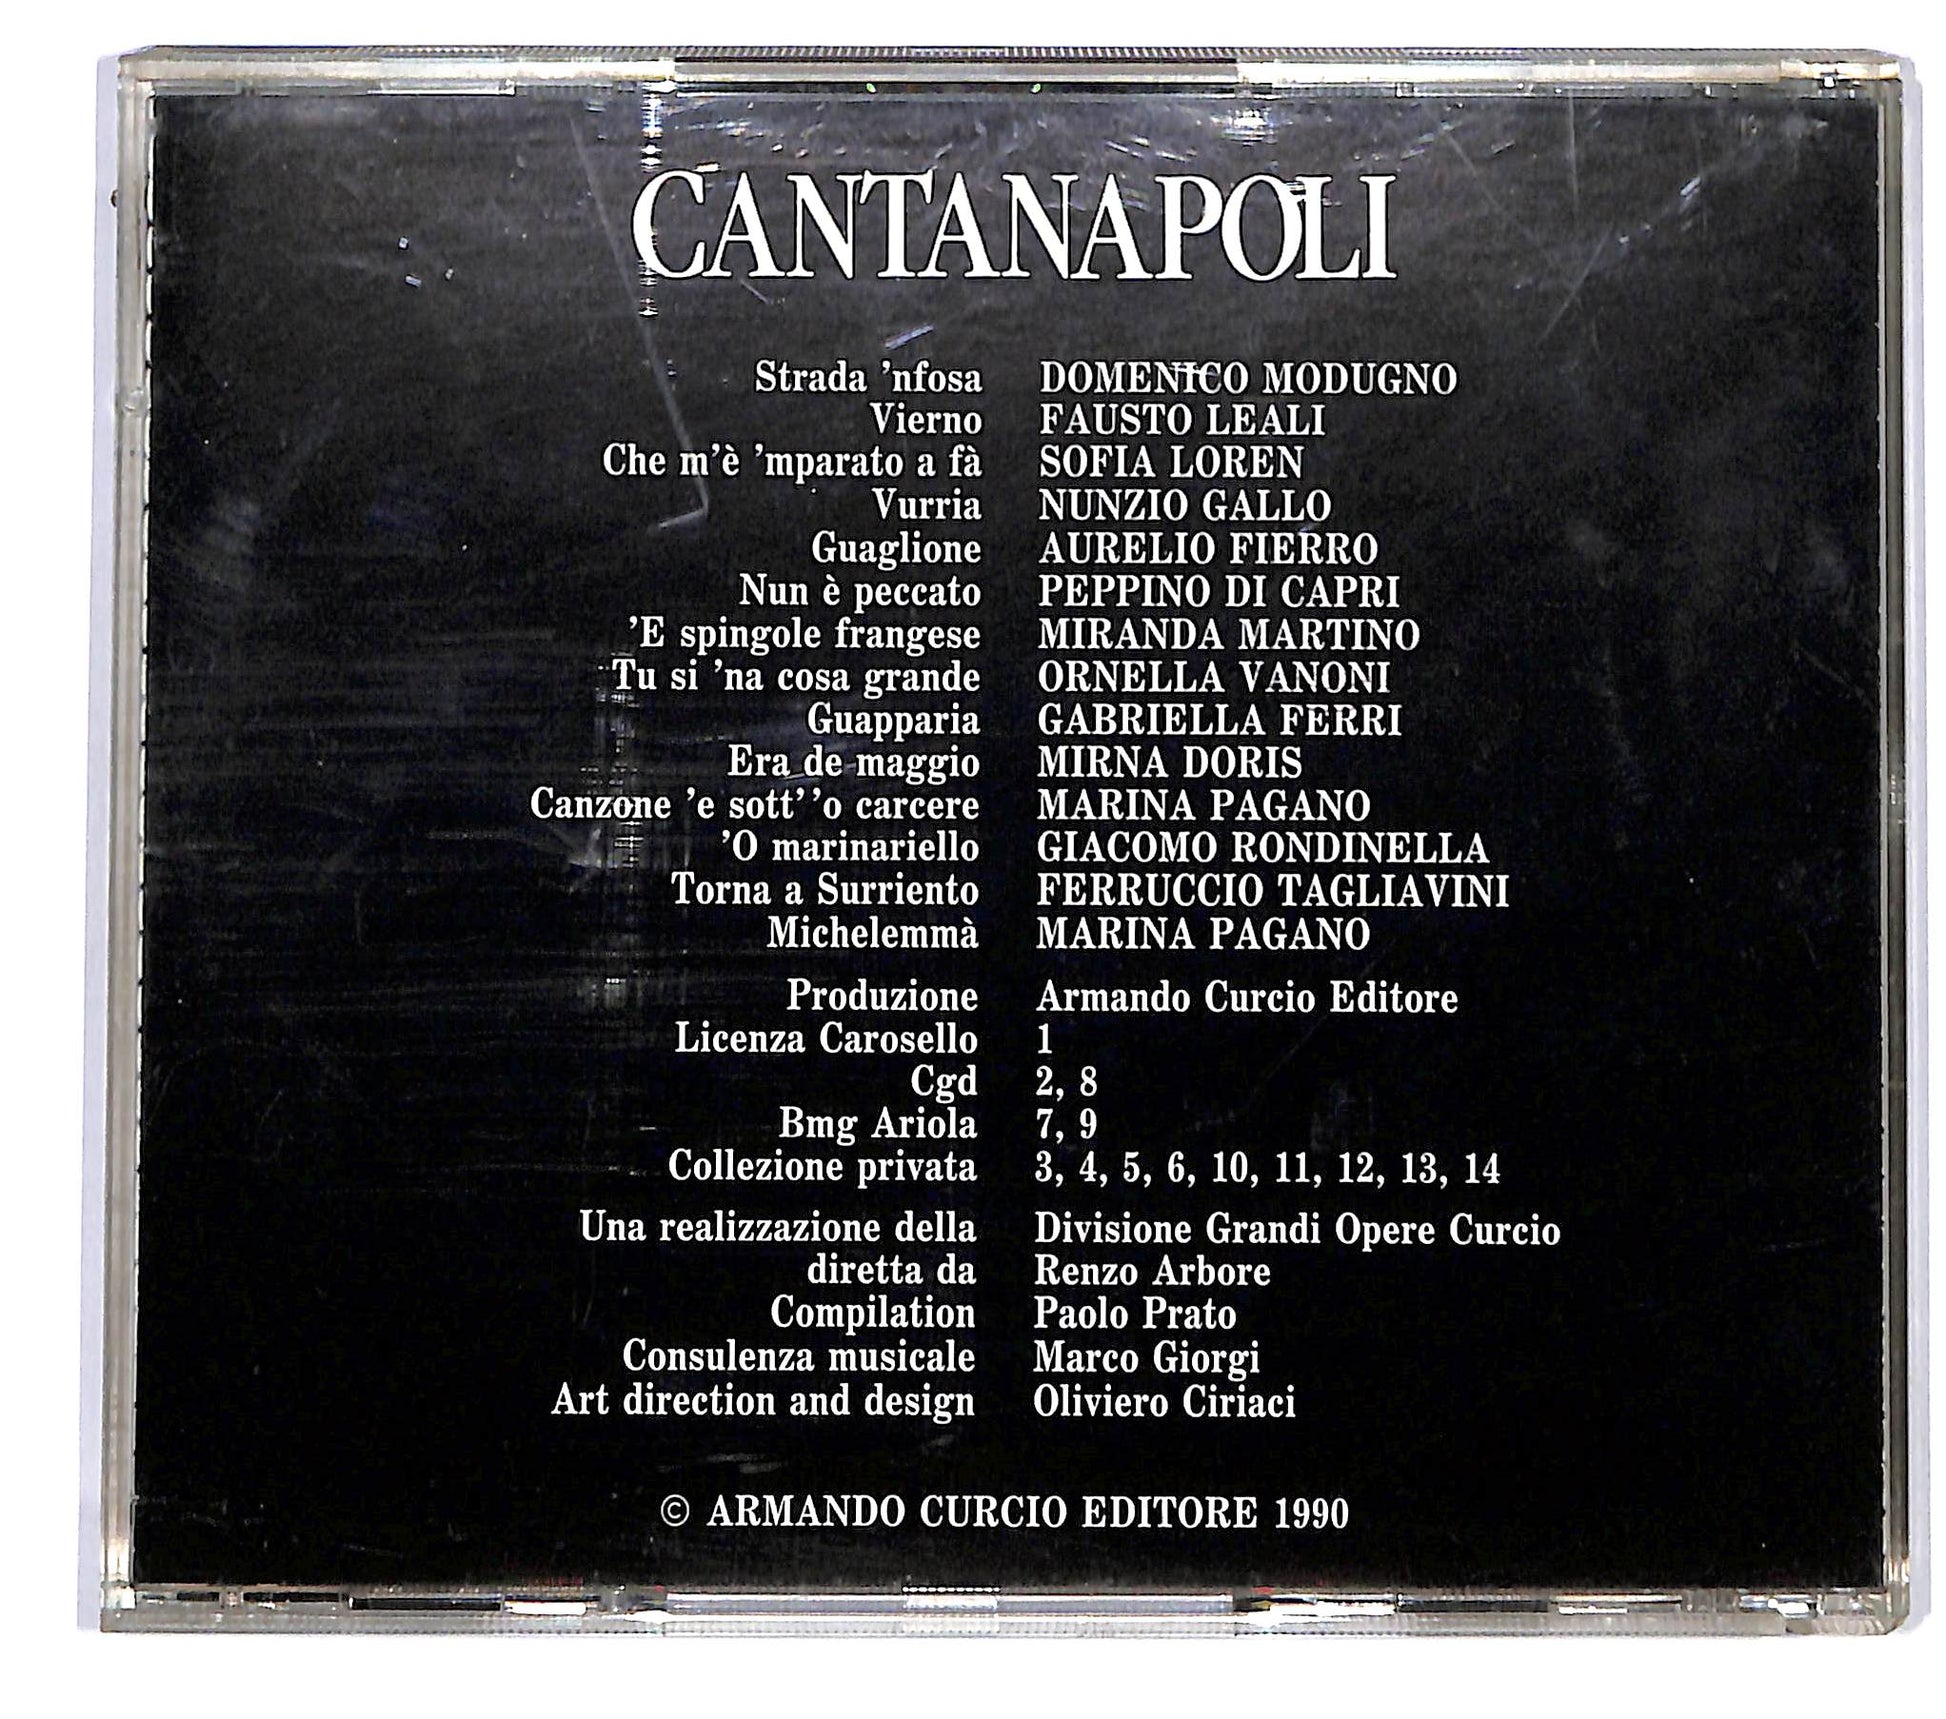 CANTANAPOLI
Strada 'nfosa DOMENICO MODUGNO
Vierno FAUSTO LEALI
Che m'è 'mparato a fà SOFIA LOREN
Vurria NUNZIO GALLO
Guaglione AURELIO FIERRO
Nun è peccato PEPPINO DI CAPRI
'E spingole frangese MIRANDA MARTINO
Tu si 'na cosa grande ORNELLA VANONI
Guapparia GABRIELLA FERRI
Era de maggio MIRNA DORIS
Canzone 'e sott''o carcere MARINA PAGANO
'O marinariello GIACOMO RONDINELLA
Torna a Surriento FERRUCCIO TAGLIAVINI
Michelemmà MARINA PAGANO
Produzione Armando Curcio Editore
Licenza Carosello 1
Cgd 2, 8
Bmg Ariola 7, 9
Collezione privata 3, 4, 5, 6, 10, 11, 12, 13, 14
Una realizzazione della Divisione Grandi Opere Curcio
diretta da Renzo Arbore
Compilation Paolo Prato
Consulenza musicale Marco Giorgi
Art direction and design Oliviero Ciriaci
© ARMANDO CURCIO EDITORE 1990